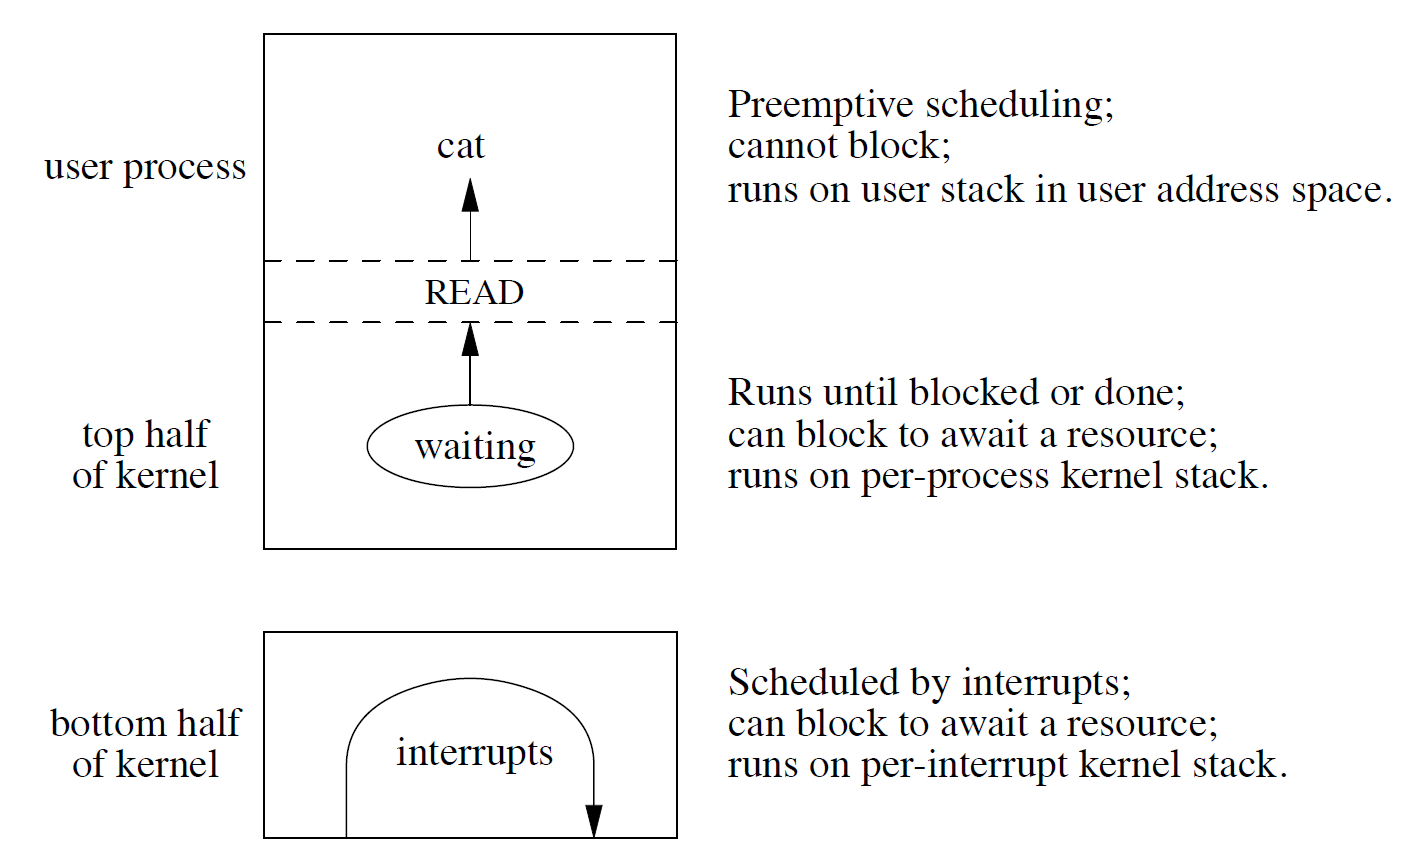 user process
cat
READ
Preemptive scheduling;
cannot block;
runs on user stack in user address space.
top half
of kernel
waiting
Runs until blocked or done;
can block to await a resource;
runs on per-process kernel stack.
bottom half
of kernel
interrupts
Scheduled by interrupts;
can block to await a resource;
runs on per-interrupt kernel stack.